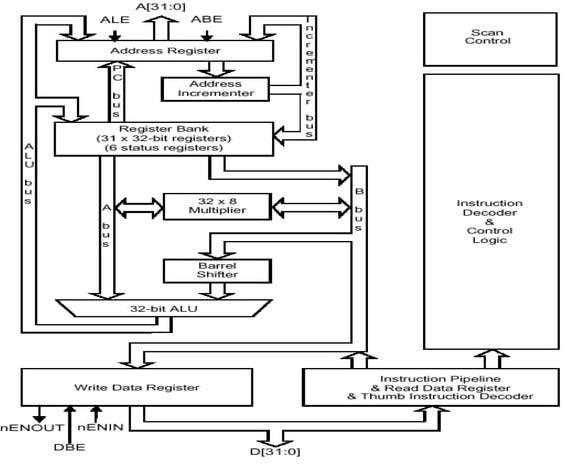 A[31:0]
ALE
ABE
Address Register
Scan
Control
Incrementer bus
PC bus
Address
Incrementer
Register Bank
(31 x 32-bit registers)
(6 status registers)
ALU bus
A bus
32 x 8
Multiplier
B bus
Instruction
Decoder
&
Control
Logic
Barrel
Shifter
32-bit ALU
Write Data Register
Instruction Pipeline
& Read Data Register
& Thumb Instruction Decoder
nENOUT
nENIN
DBE
D[31:0]